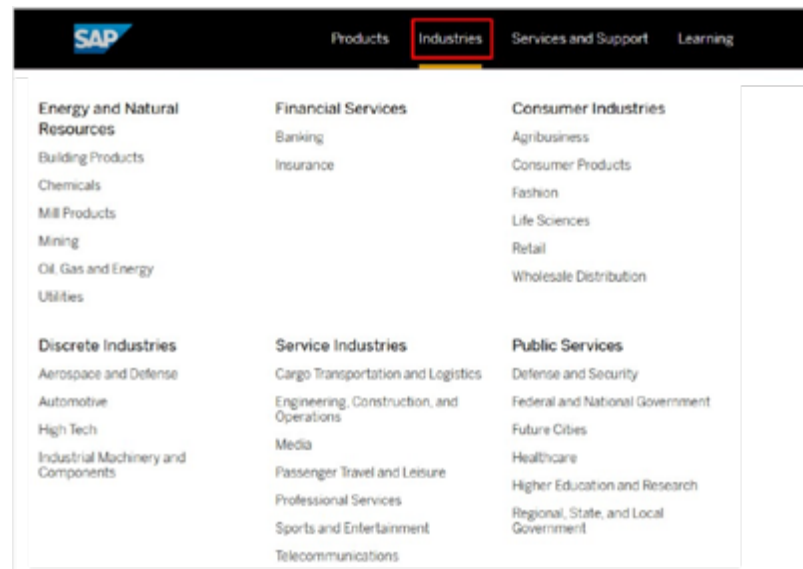 SAP
Products Industries Services and Support Learning
Energy and Natural
Resources
Building Products
Chemicals
Mill Products
Mining
Oil, Gas and Energy
Utilities
Financial Services
Banking
Insurance
Consumer Industries
Agribusiness
Consumer Products
Fashion
Life Sciences
Retail
Wholesale Distribution
Discrete Industries
Aerospace and Defense
Automotive
High Tech
Industrial Machinery and
Components
Service Industries
Cargo Transportation and Logistics
Engineering, Construction, and
Operations
Media
Passenger Travel and Leisure
Professional Services
Sports and Entertainment
Telecommunications
Public Services
Defense and Security
Federal and National Government
Future Cities
Healthcare
Higher Education and Research
Regional, State, and Local
Government